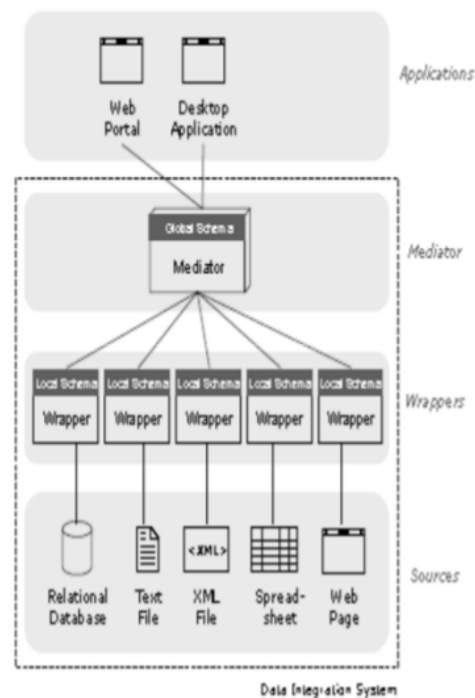 Applications
Web
Portal
Desktop
Application
Mediator
Global Schema
Mediator
Wrappers
Local Schema
Wrapper
Local Schema
Wrapper
Local Schema
Wrapper
Local Schema
Wrapper
Local Schema
Wrapper
Sources
Relational
Database
Text
File
<XML>
XML
File
Spread-
sheet
Web
Page
Data Integration System